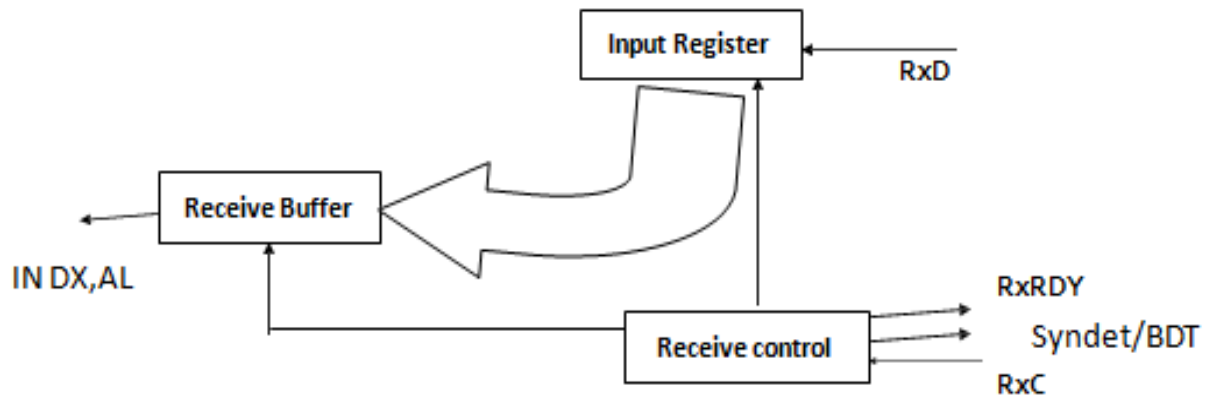 Input Register
RxD
Receive Buffer
IN DX,AL
RxRDY
Syndet/BDT
Receive control
RxC